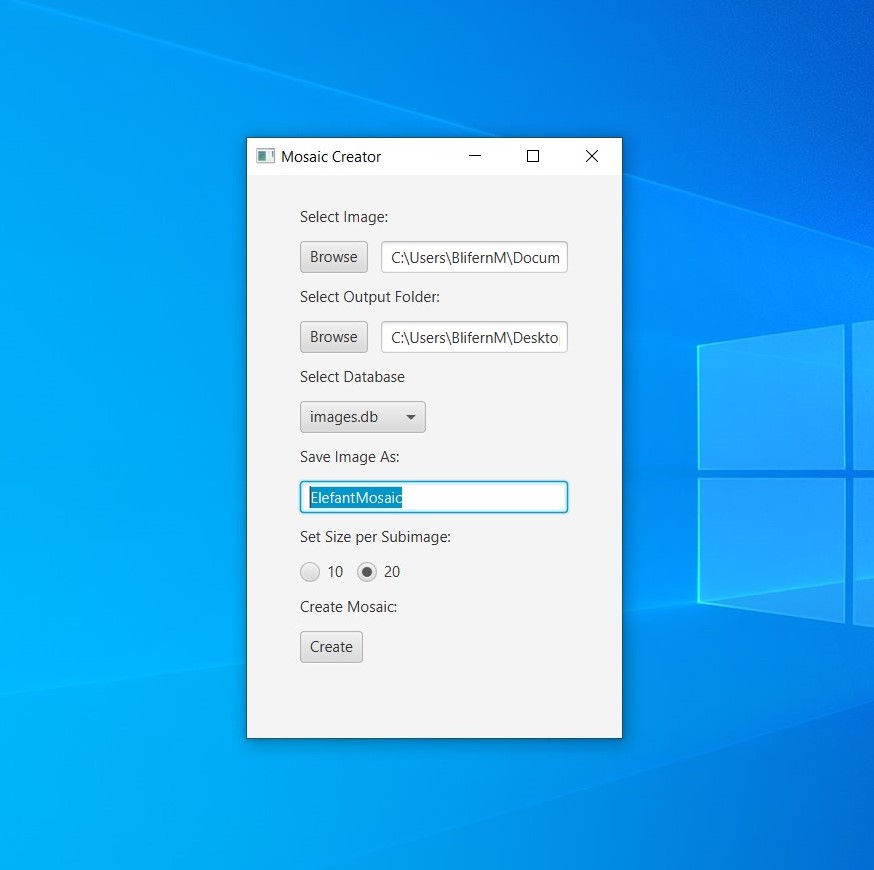 Mosaic Creator
Select Image:
Browse C:\Users\BlifernM\Docum
Select Output Folder:
Browse C:\Users\BlifernM\Deskto
Select Database
images.db
Save Image As:
ElefantMosaic
Set Size per Subimage:
10 20
Create Mosaic:
Create